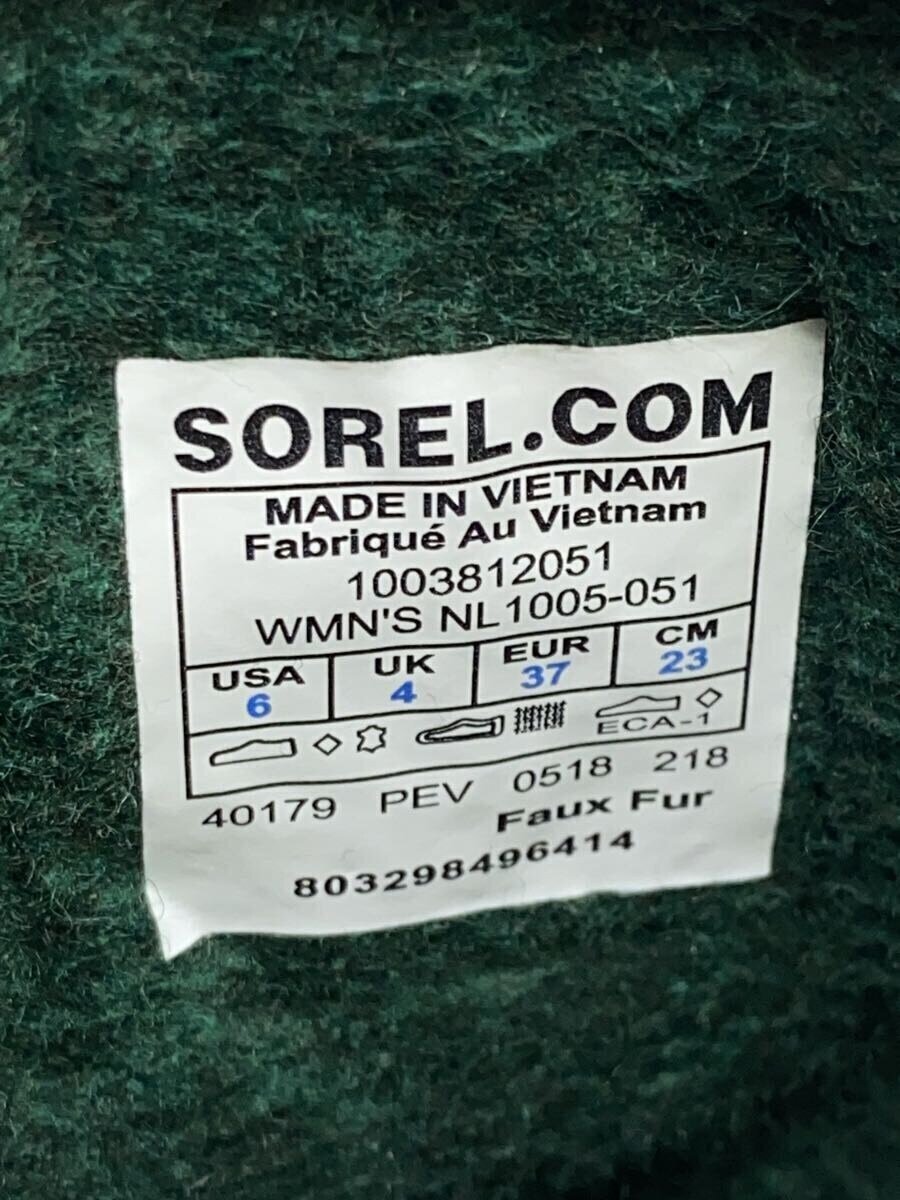 SOREL.COM
MADE IN VIETNAM
Fabriqué Au Vietnam
1003812051
WMN'S NL1005-051
USA UK EUR CM
6 4 37 23
ECA-1
40179 PEV 0518 218
Faux Fur
803298496414